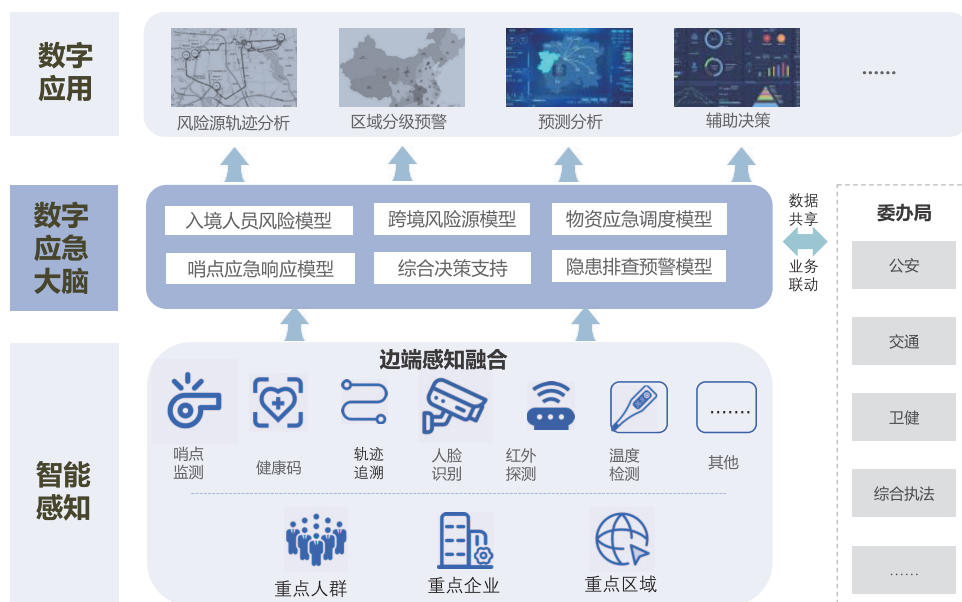 数字
应用
风险源轨迹分析
区域分级预警
预测分析
辅助决策
......
数字
应急
大脑
入境人员风险模型
跨境风险源模型
物资应急调度模型
哨点应急响应模型
综合决策支持
隐患排查预警模型
数据
共享
业务
联动
委办局
公安
交通
卫健
综合执法
......
智能
感知
边端感知融合
哨点
监测
健康码
轨迹
追溯
人脸
识别
红外
探测
温度
检测
.......
其他
重点人群
重点企业
重点区域